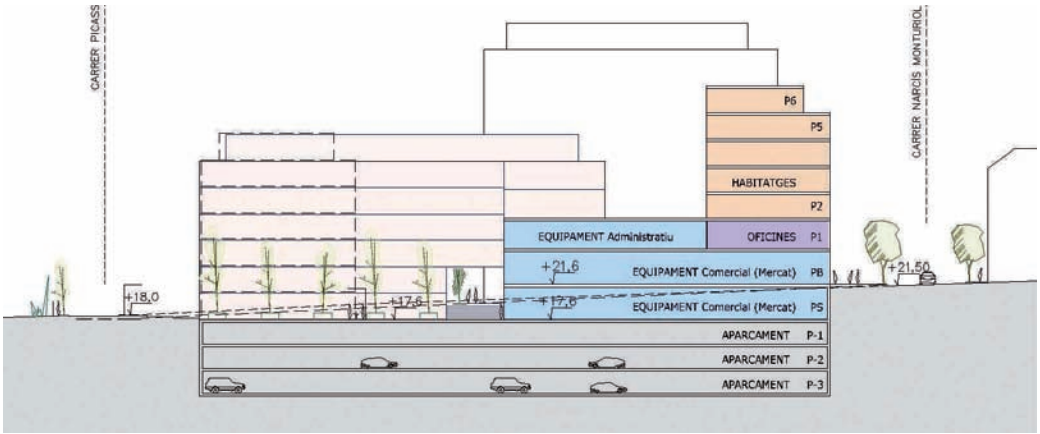 CARRER PICASS
CARRER NARCÍS MONTURIOL
P6
P5
HABITATGES
P2
EQUIPAMENT Administratiu
OFICINES P1
+21,6
EQUIPAMENT Comercial (Mercat) PB
+21,50
+18,0
+17,6
+17,6
EQUIPAMENT Comercial (Mercat) PS
APARCAMENT P-1
APARCAMENT P-2
APARCAMENT P-3